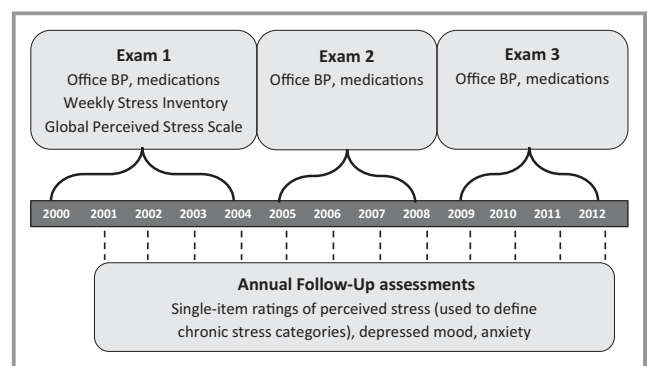 Exam 1
Office BP, medications
Weekly Stress Inventory
Global Perceived Stress Scale
Exam 2
Office BP, medications
Exam 3
Office BP, medications
2000 2001 2002 2003 2004 2005 2006 2007 2008 2009 2010 2011 2012
Annual Follow-Up assessments
Single-item ratings of perceived stress (used to define
chronic stress categories), depressed mood, anxiety